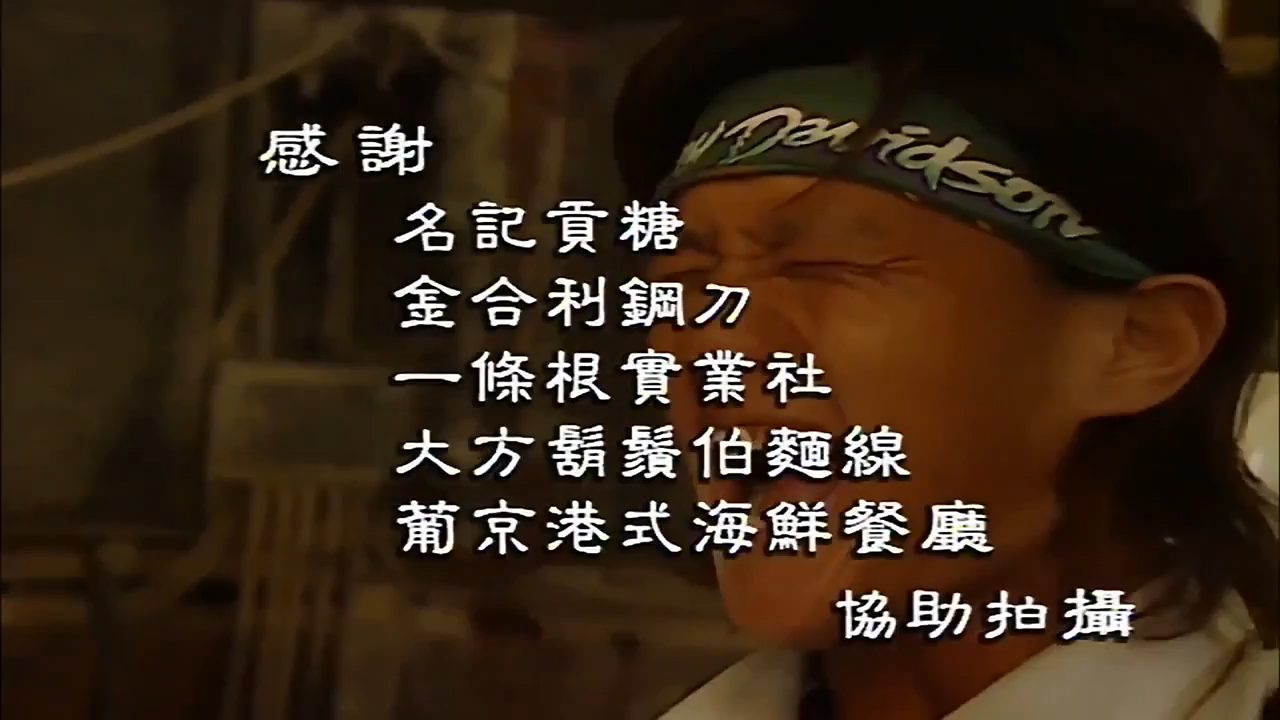 Davidson
感謝
名記貢糖
金合利鋼刀
一條根實業社
大方鬍鬚伯麵線
葡京港式海鮮餐廳
協助拍攝